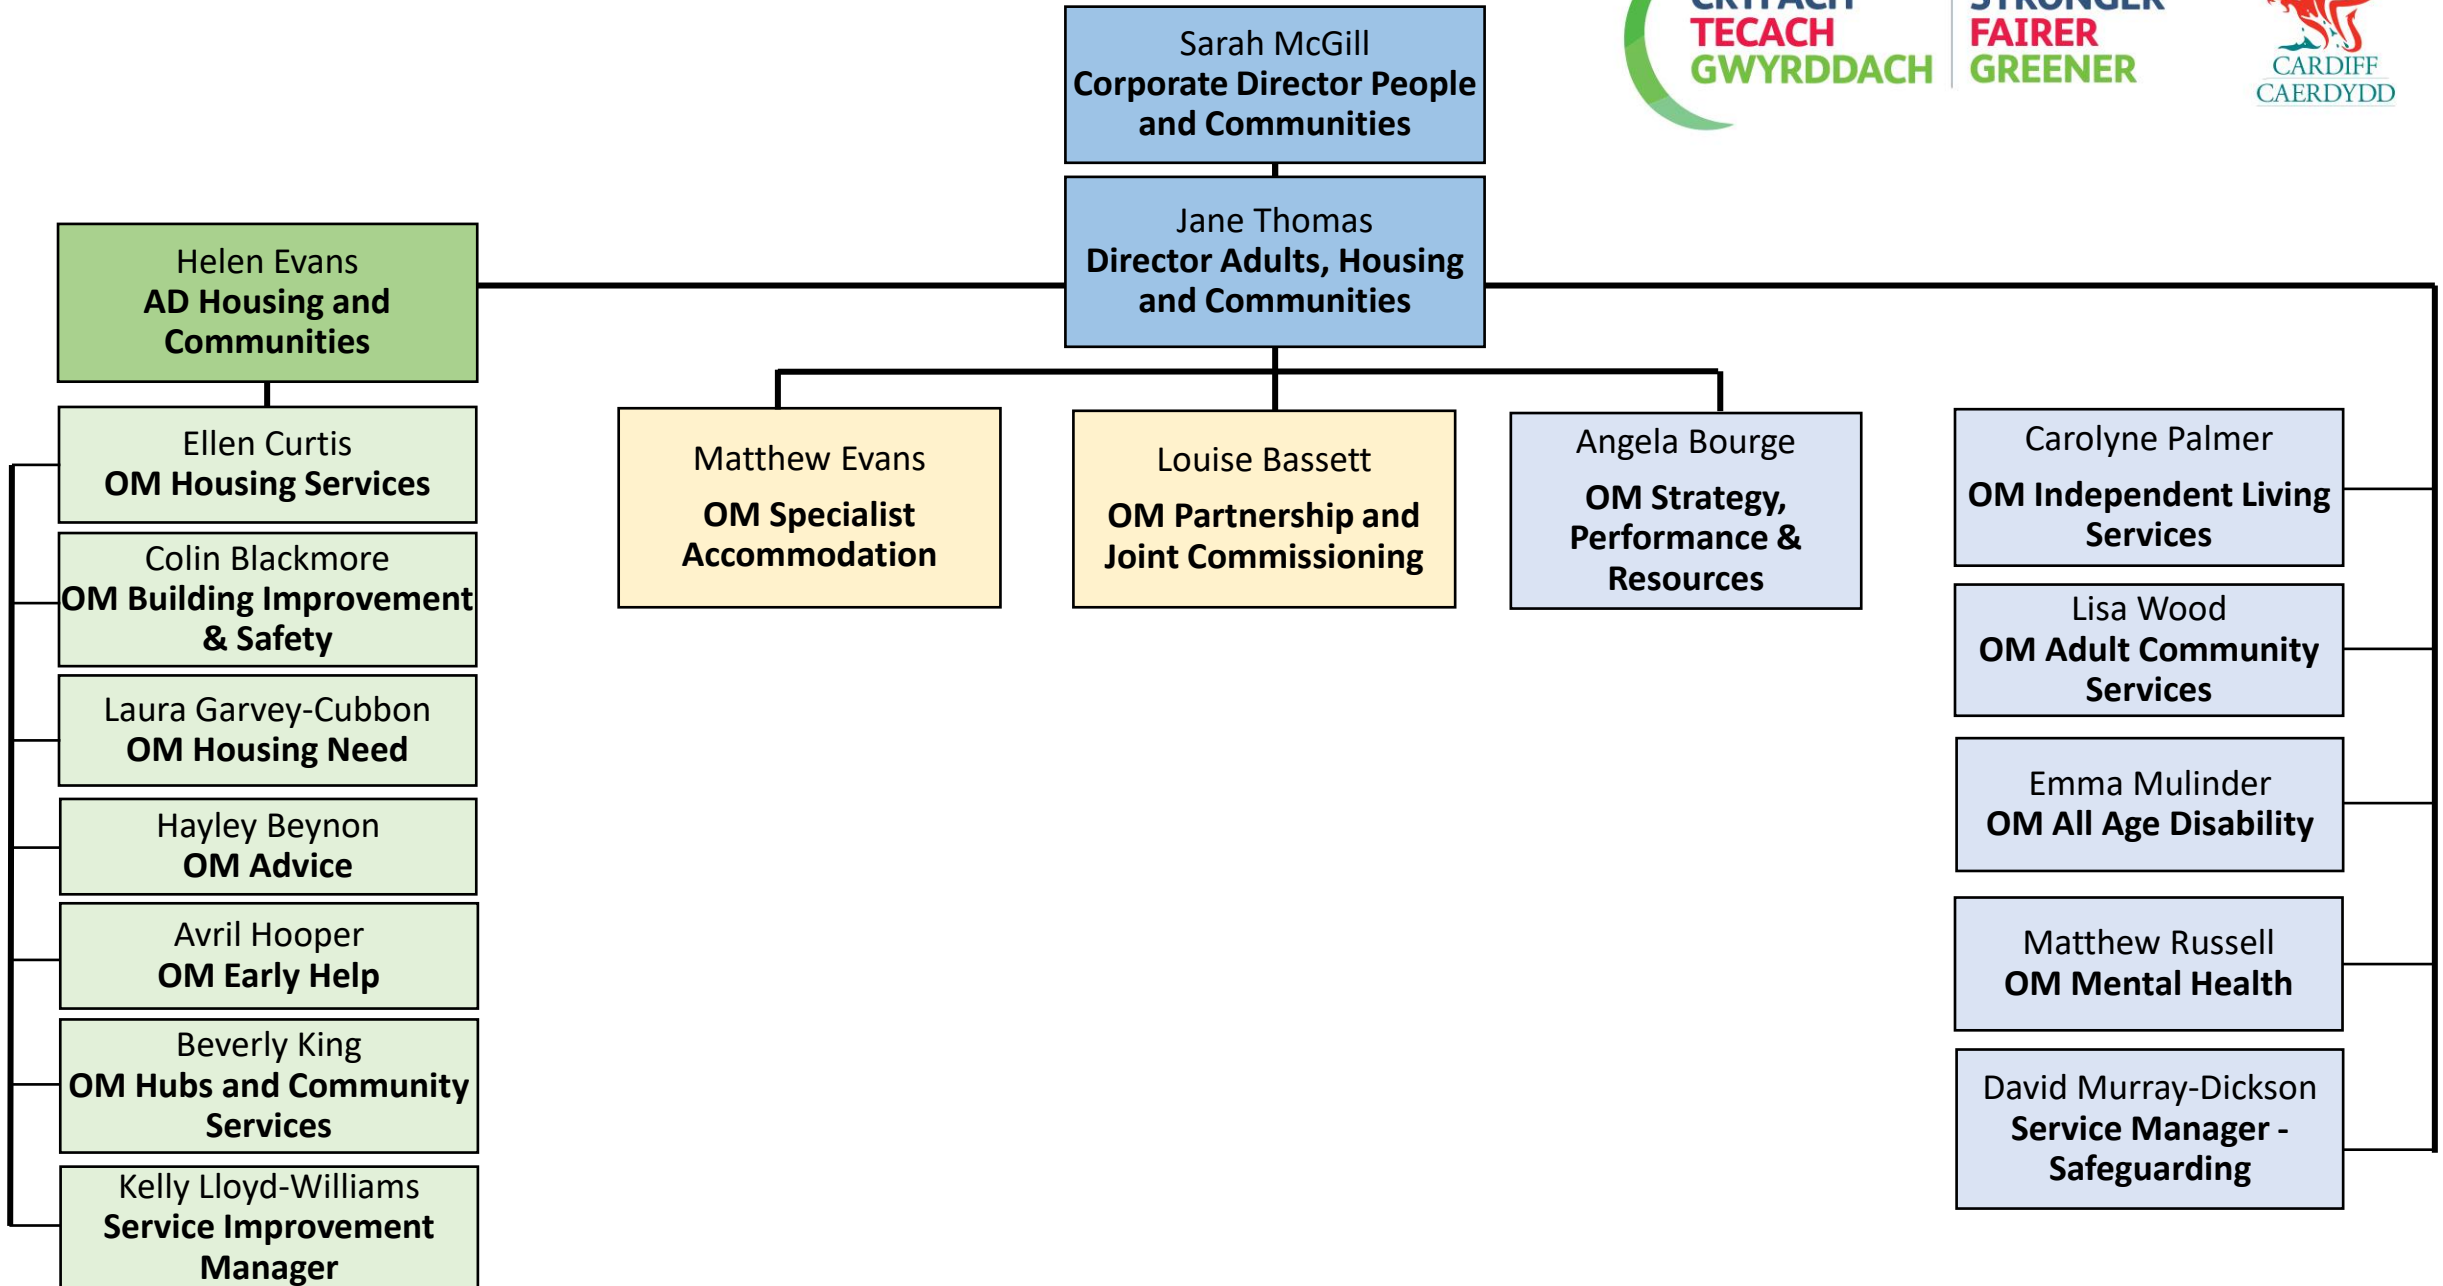 Sarah McGill
Corporate Director People
and Communities
TECACH
GWYRDDACH
STRONGER
FAIRER
GREENER
CARDIFF
CAERDYDD
Jane Thomas
Director Adults, Housing
and Communities
Helen Evans
AD Housing and
Communities
Ellen Curtis
OM Housing Services
Colin Blackmore
OM Building Improvement
& Safety
Laura Garvey-Cubbon
OM Housing Need
Hayley Beynon
OM Advice
Avril Hooper
OM Early Help
Beverly King
OM Hubs and Community
Services
Kelly Lloyd-Williams
Service Improvement
Manager
Matthew Evans
OM Specialist
Accommodation
Louise Bassett
OM Partnership and
Joint Commissioning
Angela Bourge
OM Strategy,
Performance &
Resources
Carolyne Palmer
OM Independent Living
Services
Lisa Wood
OM Adult Community
Services
Emma Mulinder
OM All Age Disability
Matthew Russell
OM Mental Health
David Murray-Dickson
Service Manager -
Safeguarding